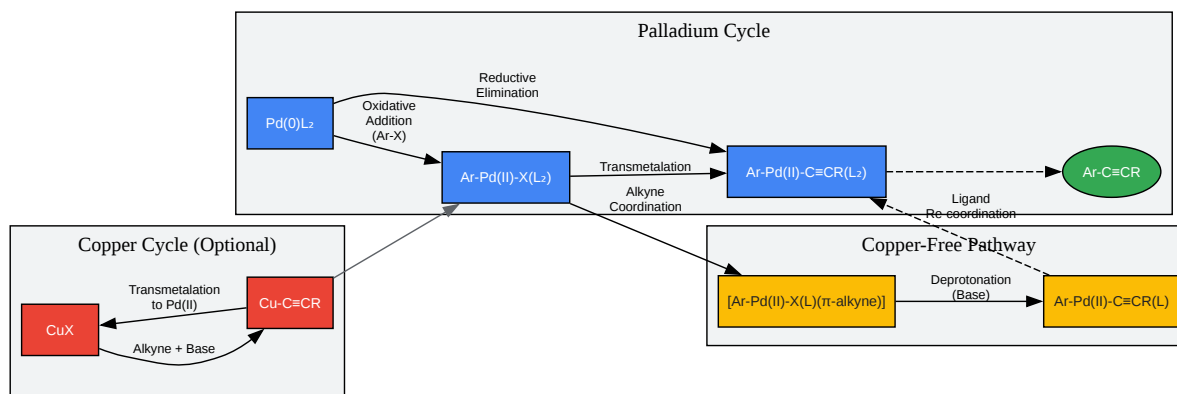 Palladium Cycle
Reductive
Elimination
Oxidative
Addition
(Ar-X)
Pd(0)L₂
Ar-Pd(II)-X(L₂)
Transmetalation
Ar-Pd(II)-C≡CR(L₂)
Ar-C≡CR
Alkyne
Coordination
Ligand
Re-coordination
Copper Cycle (Optional)
Transmetalation
to Pd(II)
CuX
Cu-C≡CR
Alkyne + Base
Copper-Free Pathway
[Ar-Pd(II)-X(L)(π-alkyne)]
Deprotonation
(Base)
Ar-Pd(II)-C≡CR(L)